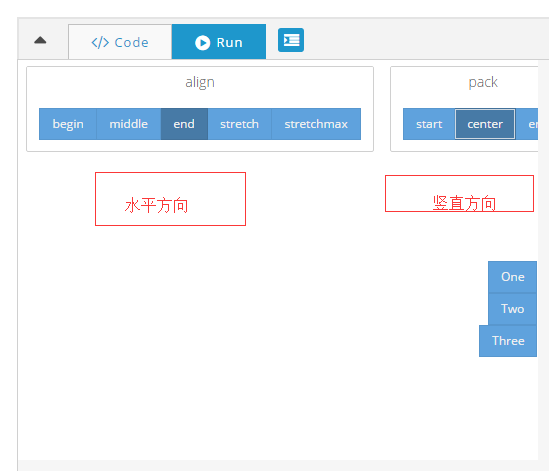 </> Code Run
align pack
begin middle end stretch stretchmax start center
水平方向 竖直方向
One
Two
Three